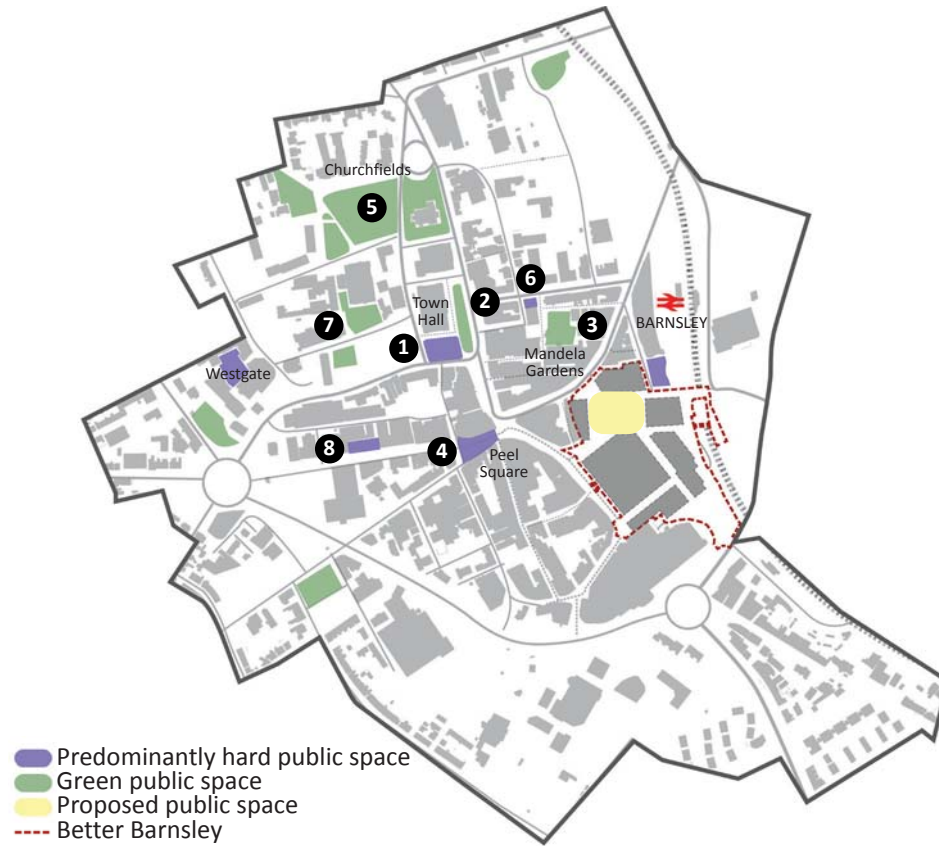 Churchfields
5
6
2
Town
Hall
BARNSLEY
7
3
1
Mandela
Gardens
Westgate
8
4
Peel
Square
Predominantly hard public space
Green public space
Proposed public space
Better Barnsley